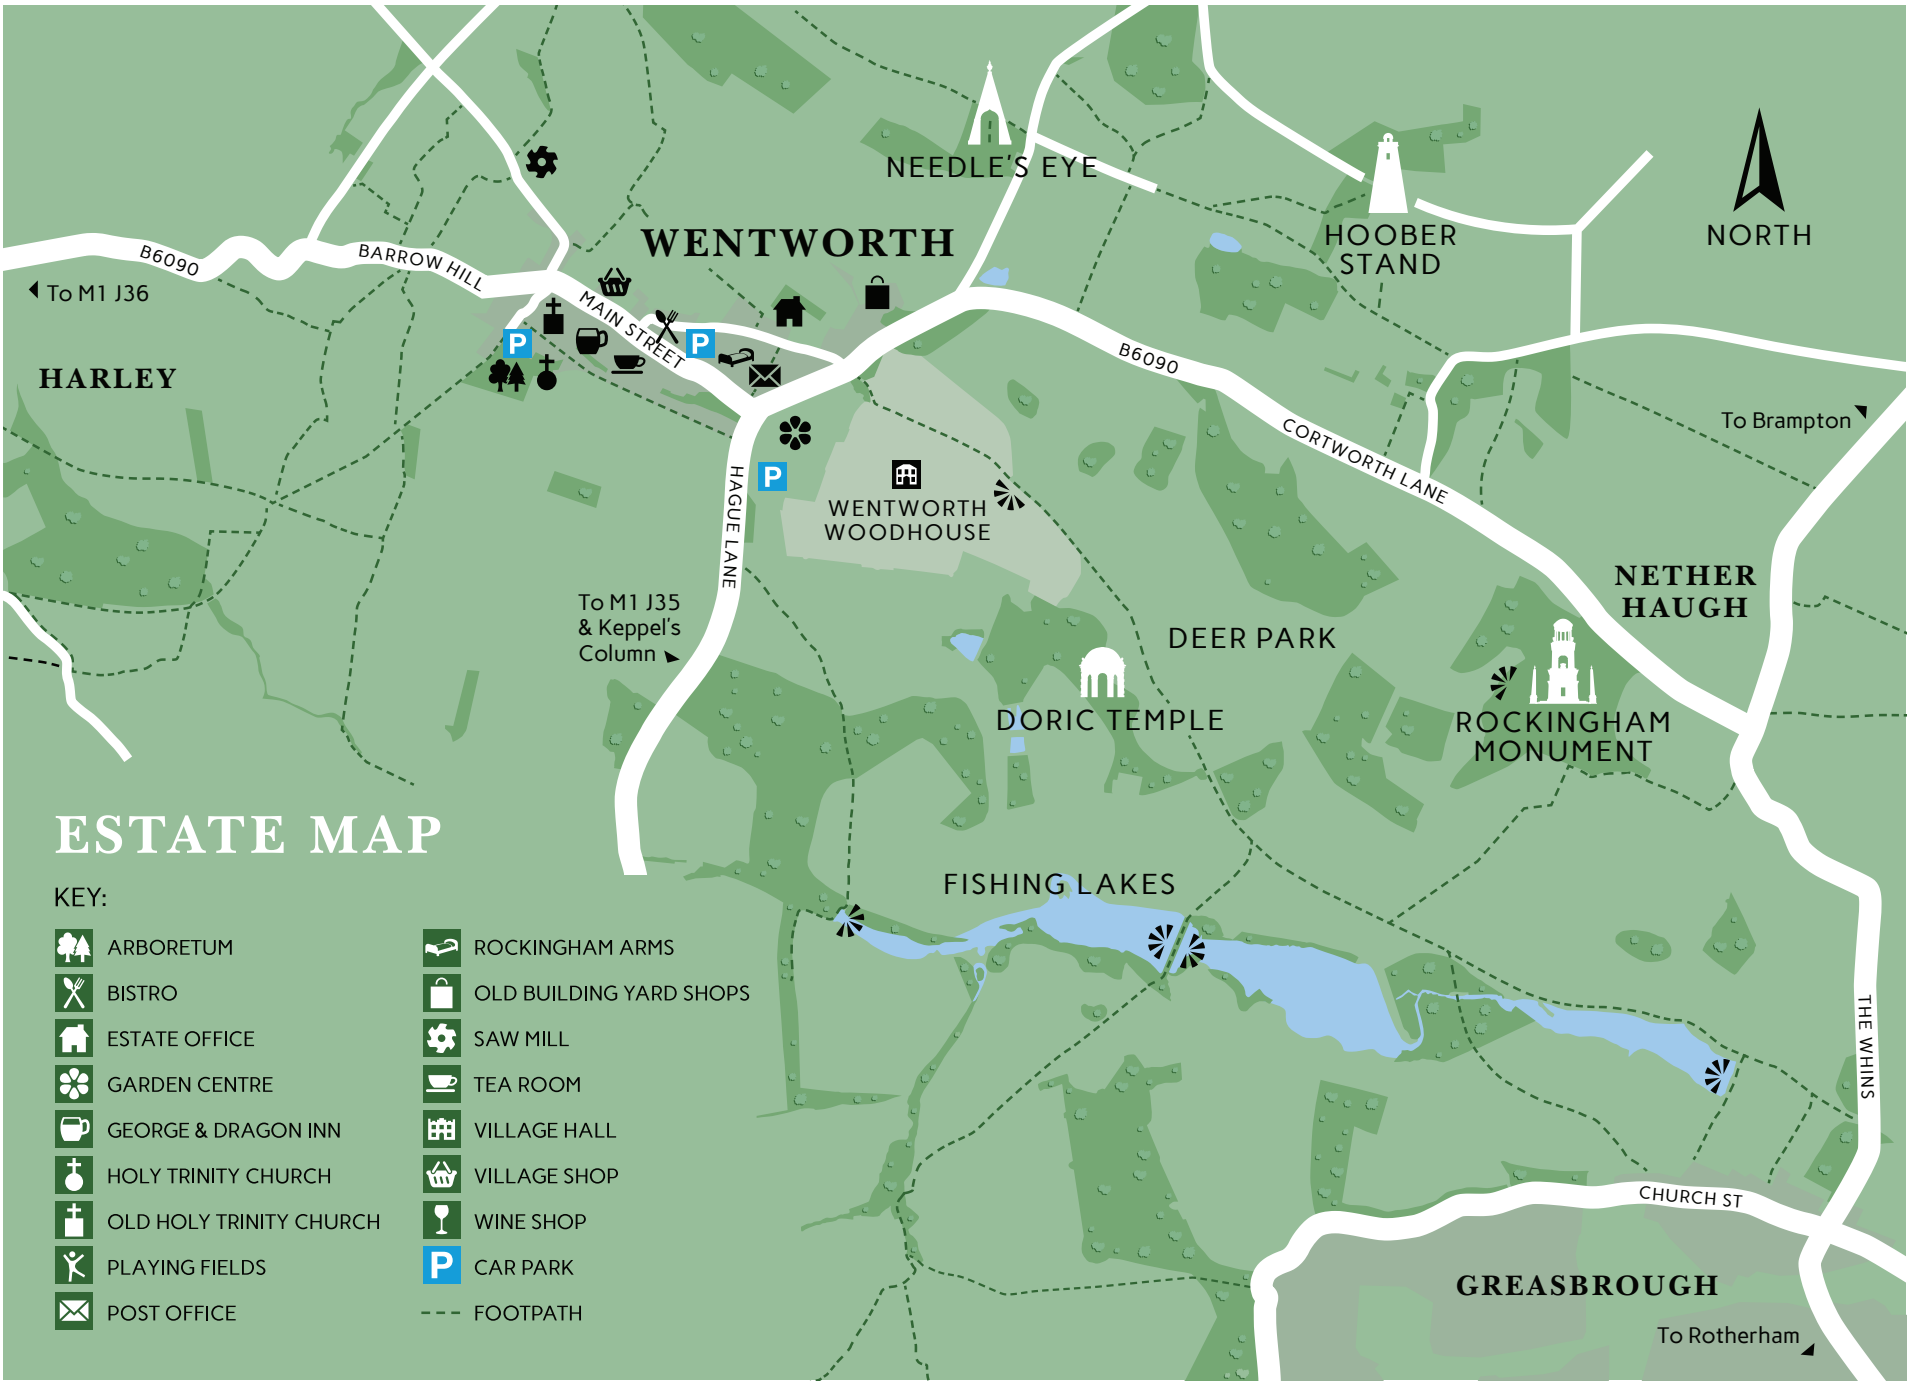 NEEDLE'S EYE
WENTWORTH
HOOBER
STAND
NORTH
B6090
BARROW HILL
To M1 J36
MAIN STREET
P
P
B6090
HARLEY
To Brampton
CORTWORTH LANE
P
HAGUE LANE
WENTWORTH
WOODHOUSE
NETHER
HAUGH
To M1 J35
& Keppel's
Column
DEER PARK
DORIC TEMPLE
ROCKINGHAM
MONUMENT
ESTATE MAP
FISHING LAKES
KEY:
ARBORETUM
BISTRO
ESTATE OFFICE
GARDEN CENTRE
GEORGE & DRAGON INN
HOLY TRINITY CHURCH
OLD HOLY TRINITY CHURCH
PLAYING FIELDS
POST OFFICE
ROCKINGHAM ARMS
OLD BUILDING YARD SHOPS
SAW MILL
TEA ROOM
VILLAGE HALL
VILLAGE SHOP
WINE SHOP
P CAR PARK
FOOTPATH
THE WHINS
CHURCH ST
GREASBROUGH
To Rotherham